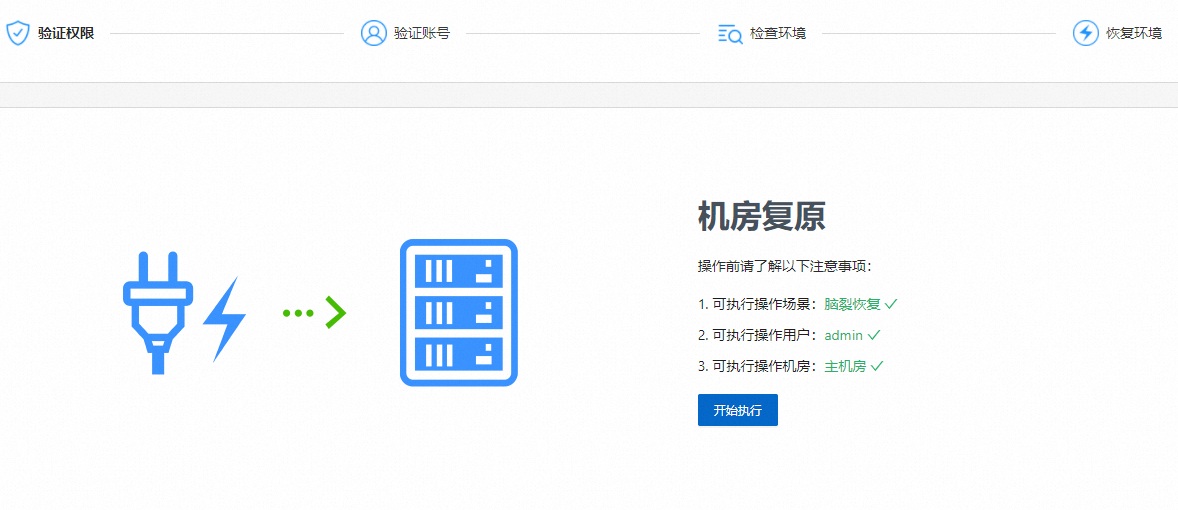 验证权限
验证账号
检查环境
恢复环境
机房复原
操作前请了解以下注意事项：
1. 可执行操作场景：脑裂恢复
2. 可执行操作用户：admin
3. 可执行操作机房：主机房
开始执行